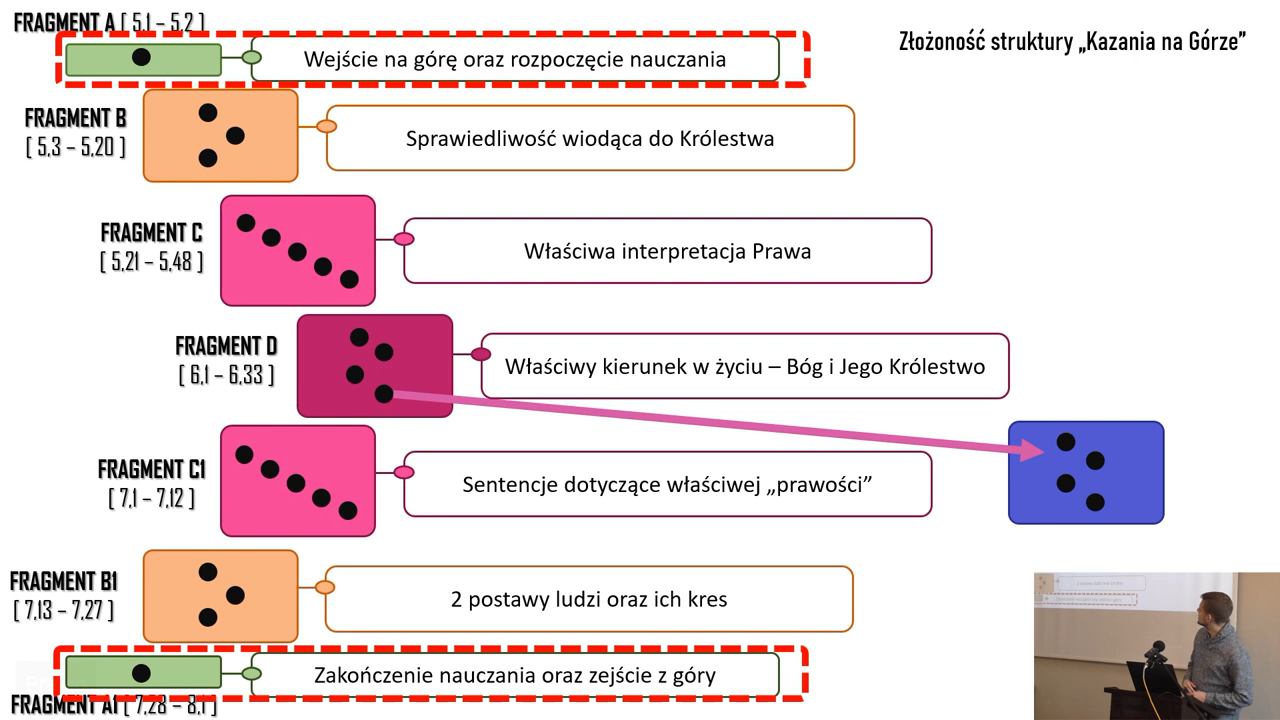 FRAGMENT A [ 5,1 – 5,2 ]
Wejście na górę oraz rozpoczęcie nauczania
Złożoność struktury „Kazania na Górze”
FRAGMENT B
[ 5,3 – 5,20 ]
Sprawiedliwość wiodąca do Królestwa
FRAGMENT C
[ 5,21 – 5,48 ]
Właściwa interpretacja Prawa
FRAGMENT D
[ 6,1 – 6,33 ]
Właściwy kierunek w życiu – Bóg i Jego Królestwo
FRAGMENT C1
[ 7,1 – 7,12 ]
Sentencje dotyczące właściwej „prawości”
FRAGMENT B1
[ 7,13 – 7,27 ]
2 postawy ludzi oraz ich kres
Zakończenie nauczania oraz zejście z góry
FRAGMENT A1 [ 7,28 – 8,1 ]